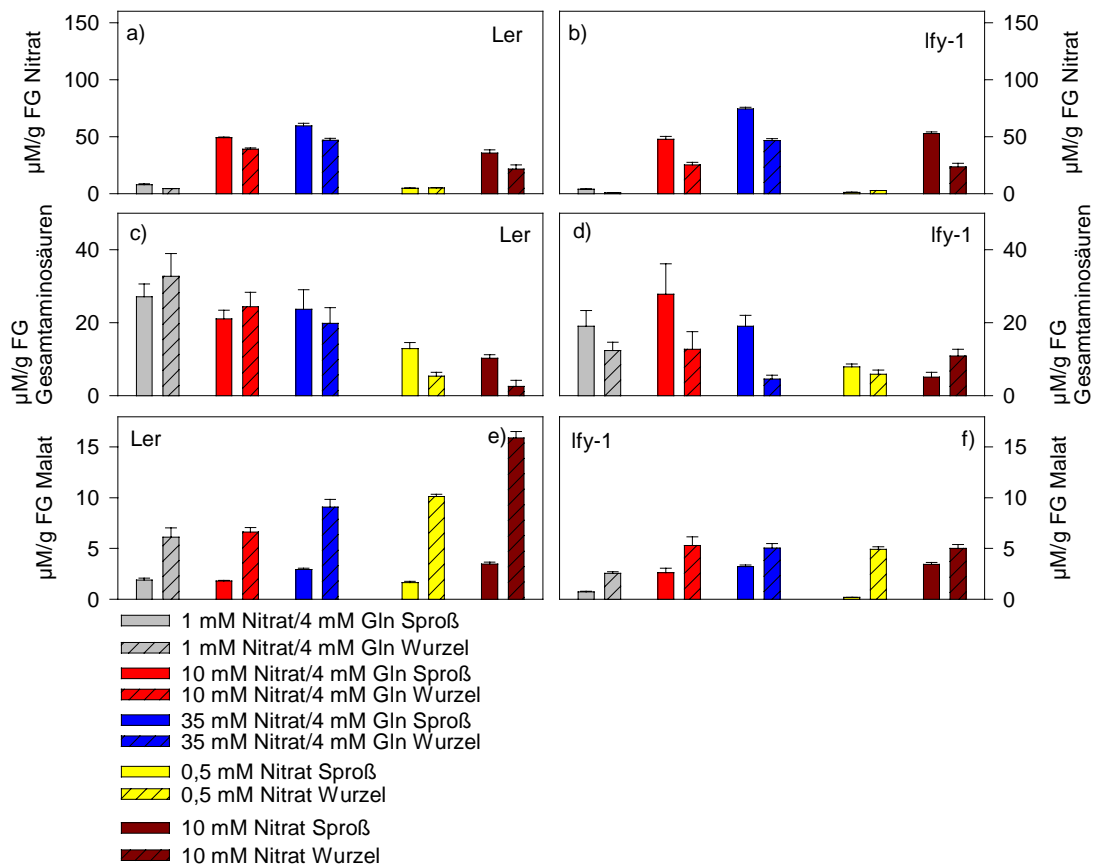 a)
Ler
b)
lfy-1
150
100
50
0
µM/g FG Nitrat
150
100
50
0
µM/g FG Nitrat
c)
Ler
d)
lfy-1
40
20
0
µM/g FG
Gesamtaminosäuren
40
20
0
µM/g FG
Gesamtaminosäuren
Ler
e)
lfy-1
f)
15
10
5
0
µM/g FG Malat
15
10
5
0
µM/g FG Malat
1 mM Nitrat/4 mM Gln Sproß
1 mM Nitrat/4 mM Gln Wurzel
10 mM Nitrat/4 mM Gln Sproß
10 mM Nitrat/4 mM Gln Wurzel
35 mM Nitrat/4 mM Gln Sproß
35 mM Nitrat/4 mM Gln Wurzel
0,5 mM Nitrat Sproß
0,5 mM Nitrat Wurzel
10 mM Nitrat Sproß
10 mM Nitrat Wurzel